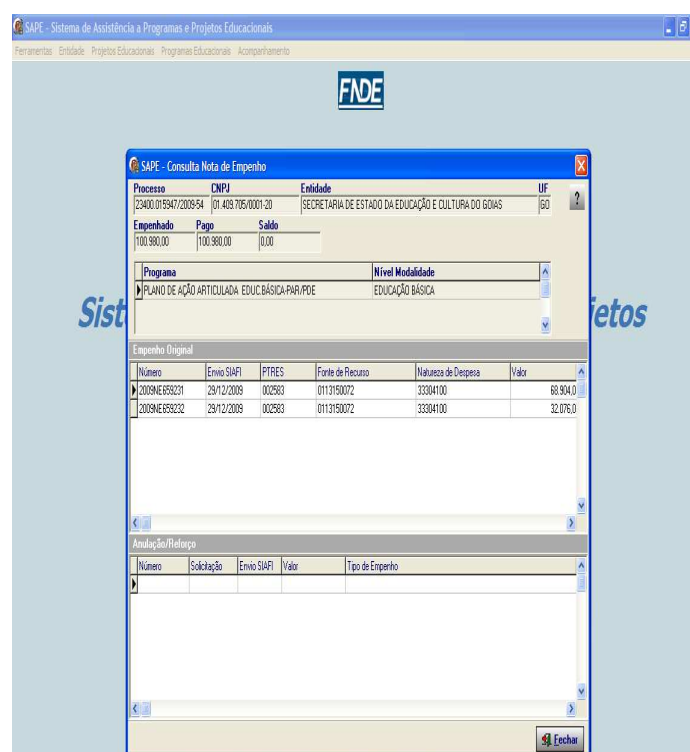 SAPE - Sistema de Assistência a Programas e Projetos Educacionais
Ferramentas Entidade Projetos Educacionais Programas Educacionais Acompanhamento
FNDE
SAPE - Consulta Nota de Empenho
Processo CNPJ Entidade UF
23400.015947/2009-54 01.409.705/0001-20 SECRETARIA DE ESTADO DA EDUCAÇÃO E CULTURA DO GOIAS GO ?
Empenhado Pago Saldo
100.980,00 100.980,00 0,00
Programa Nível Modalidade
PLANO DE AÇÃO ARTICULADA EDUC.BÁSICA-PAR/PDE EDUCAÇÃO BÁSICA
Sist etos
Empenho Original
Número Envio SIAFI PTRES Fonte de Recurso Natureza de Despesa Valor
2009NE659231 29/12/2009 002583 0113150072 33304100 68.904,0
2009NE659232 29/12/2009 002583 0113150072 33304100 32.076,0
Anulação/Reforço
Número Solicitação Envio SIAFI Valor Tipo de Empenho
Fechar